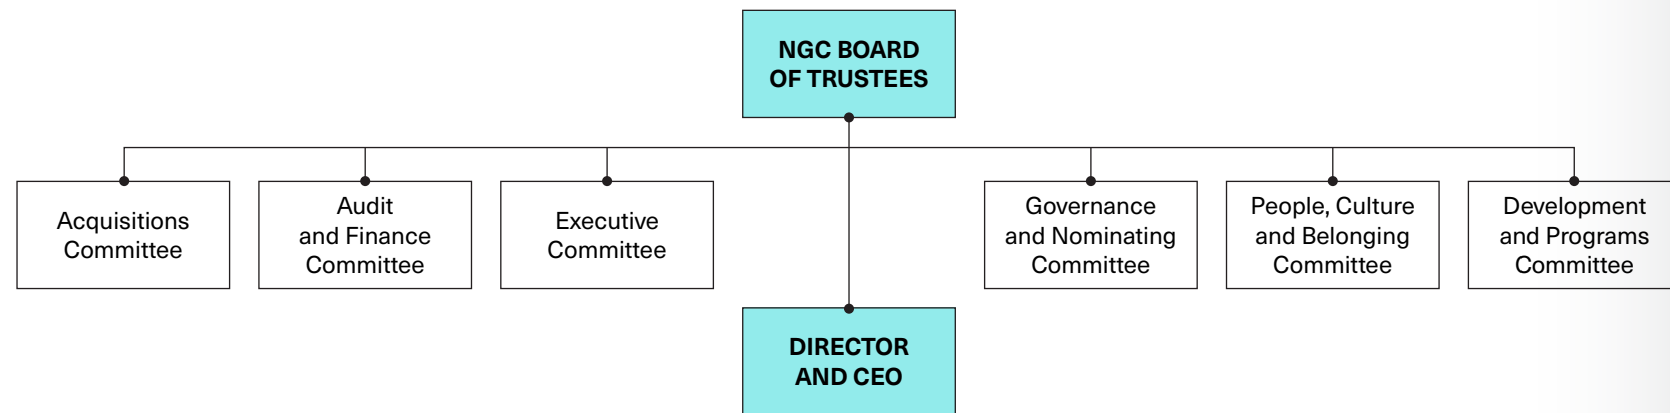 NGC BOARD
OF TRUSTEES
Acquisitions
Committee
Audit
and Finance
Committee
Executive
Committee
Governance
and Nominating
Committee
People, Culture
and Belonging
Committee
Development
and Programs
Committee
DIRECTOR
AND CEO